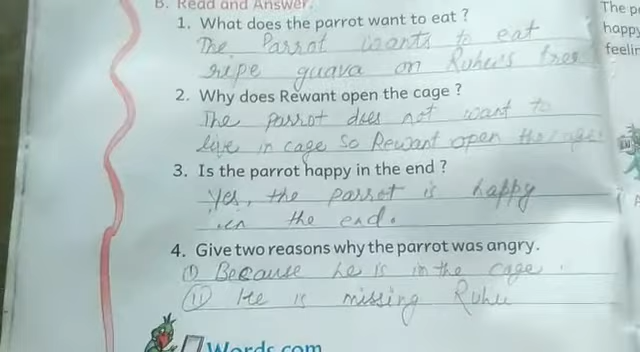 B. Read and Answer.
The p
1. What does the parrot want to eat ?
happy
The Parrot wants to eat
feelin
ripe guava on Ruhu's tree
2. Why does Rewant open the cage ?
The parrot does not want to
live in cage so Rewant open the cage
3. Is the parrot happy in the end ?
Yes, the parrot is happy
in the end.
4. Give two reasons why the parrot was angry.
(i) Because he is in the cage.
(ii) He is missing Ruhu
Words.com